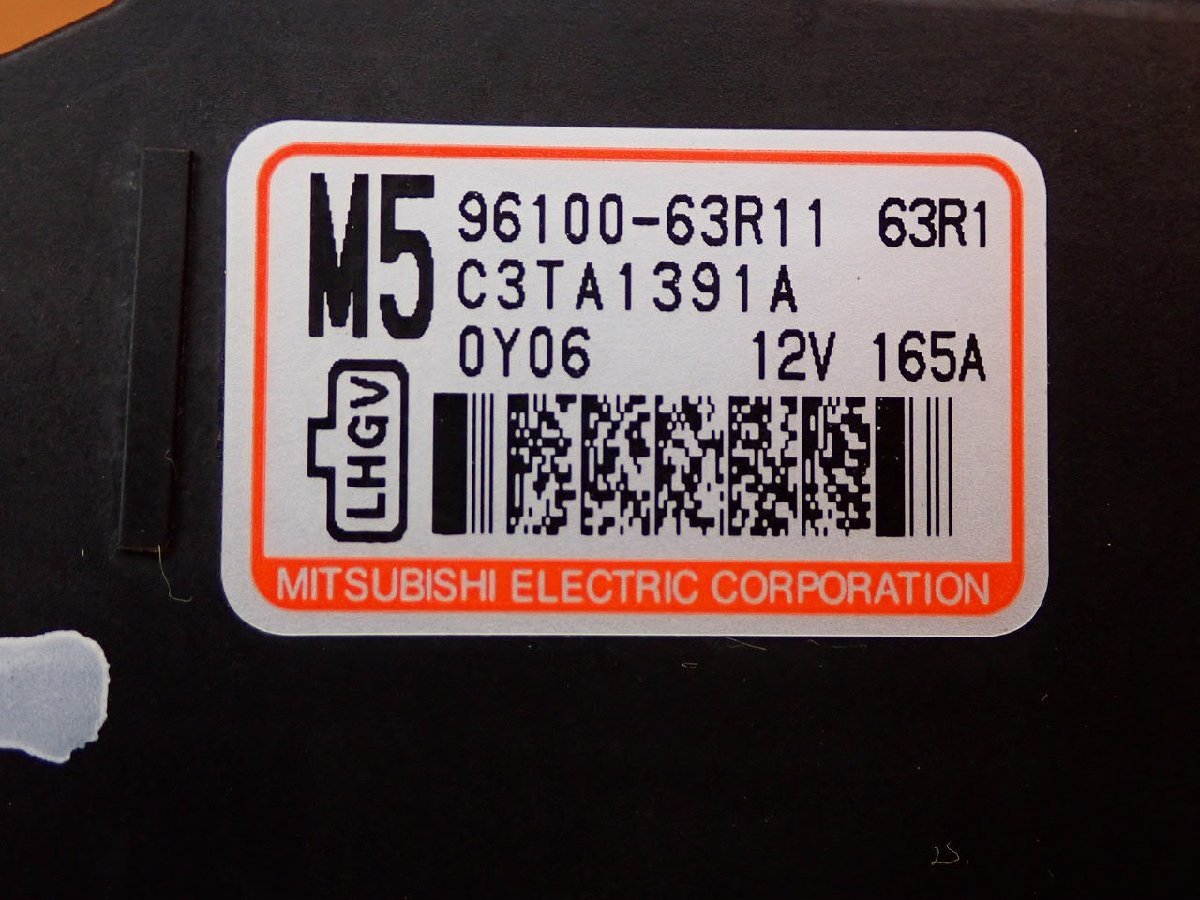 M5
96100-63R11 63R1
C3TA1391A
0Y06 12V 165A
LHGV
MITSUBISHI ELECTRIC CORPORATION